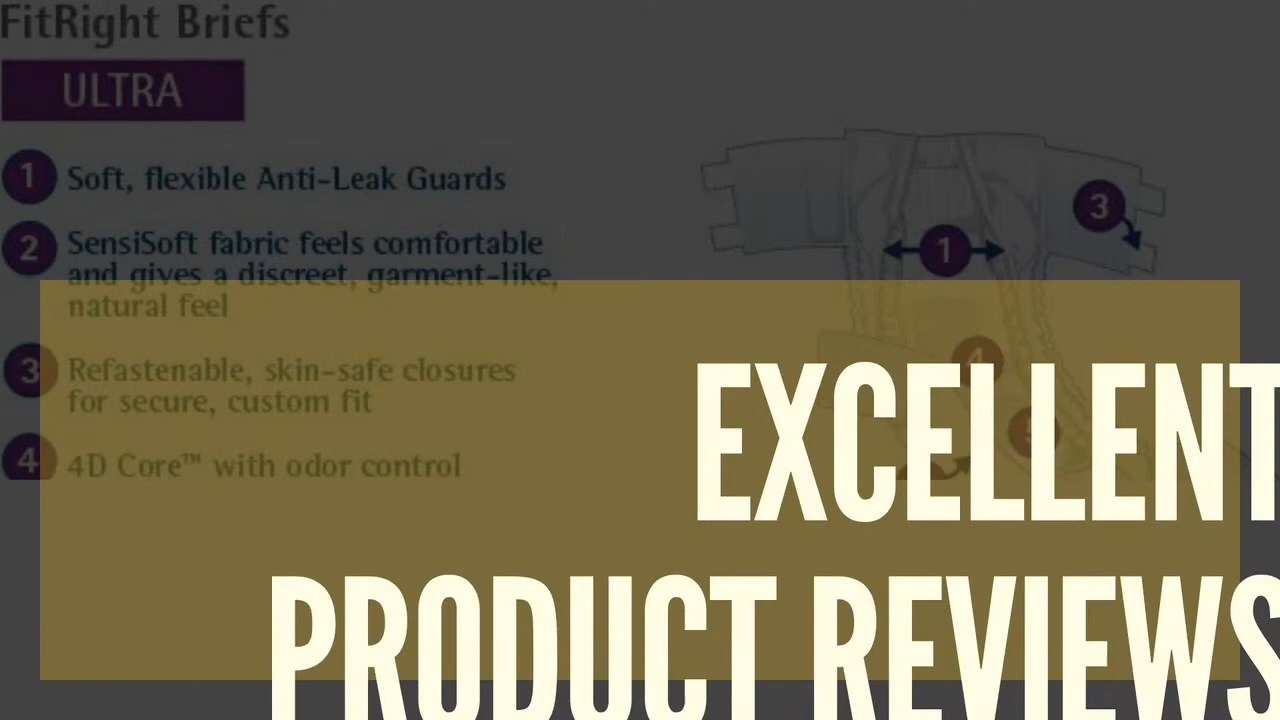 FitRight Briefs
ULTRA
1 Soft, flexible Anti-Leak Guards
2 SensiSoft fabric feels comfortable
and gives a discreet, garment-like,
natural feel
3 Refastenable, skin-safe closures
for secure, custom fit
4 4D Core™ with odor control
3
1
4
5
EXCELLENT
PRODUCT REVIEWS